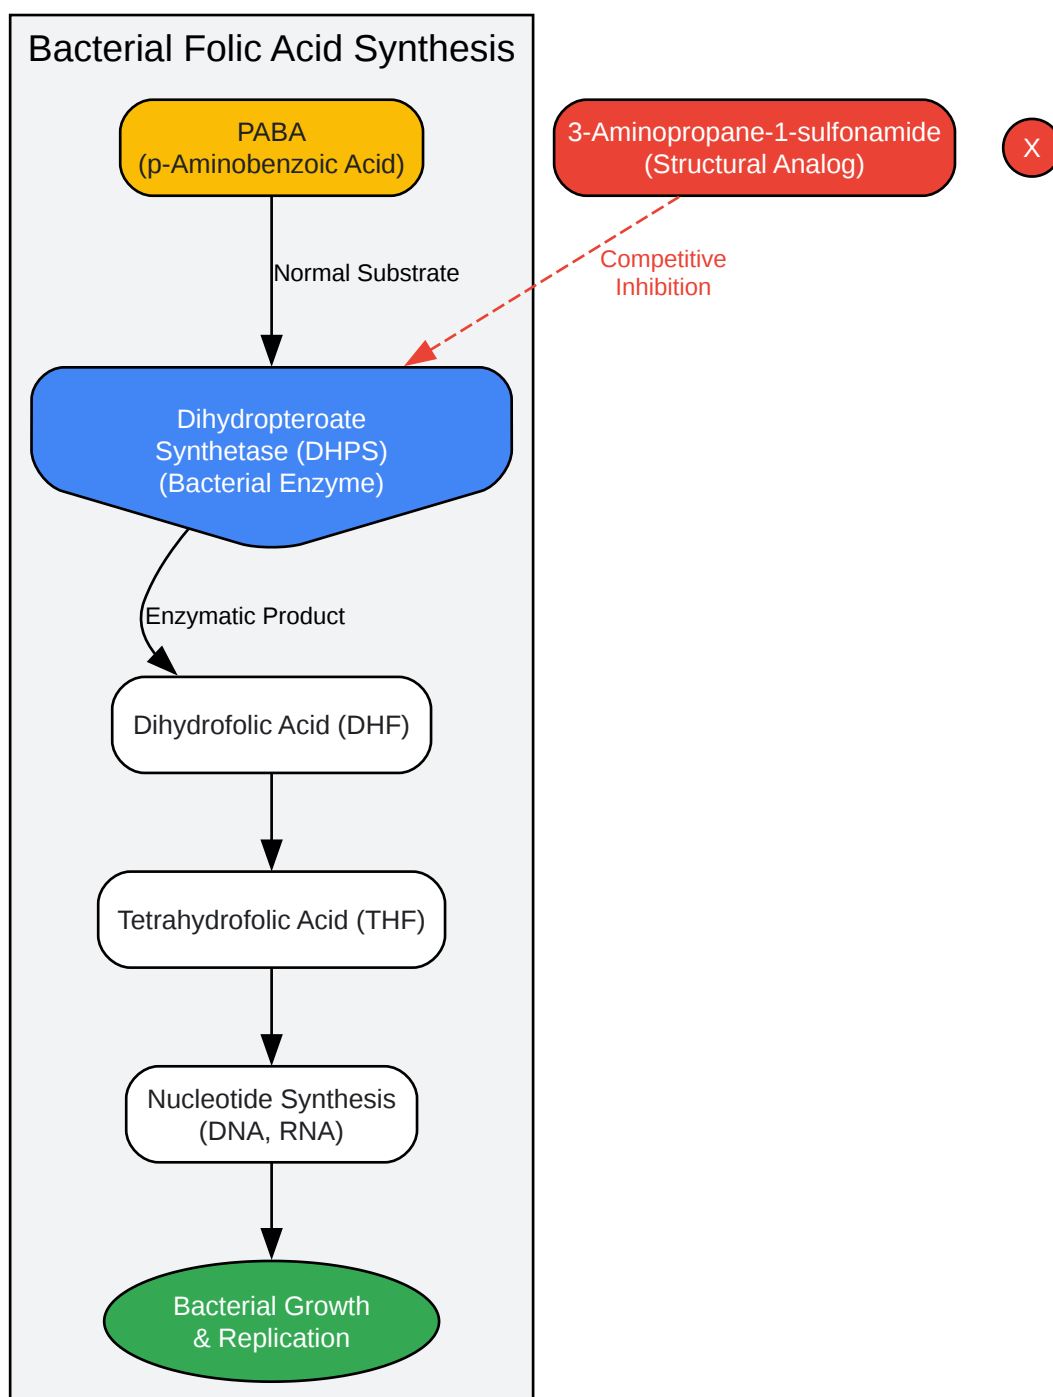 Bacterial Folic Acid Synthesis
PABA
(p-Aminobenzoic Acid)
3-Aminopropane-1-sulfonamide
(Structural Analog)
X
Normal Substrate
Competitive
Inhibition
Dihydropteroate
Synthetase (DHPS)
(Bacterial Enzyme)
Enzymatic Product
Dihydrofolic Acid (DHF)
Tetrahydrofolic Acid (THF)
Nucleotide Synthesis
(DNA, RNA)
Bacterial Growth
& Replication